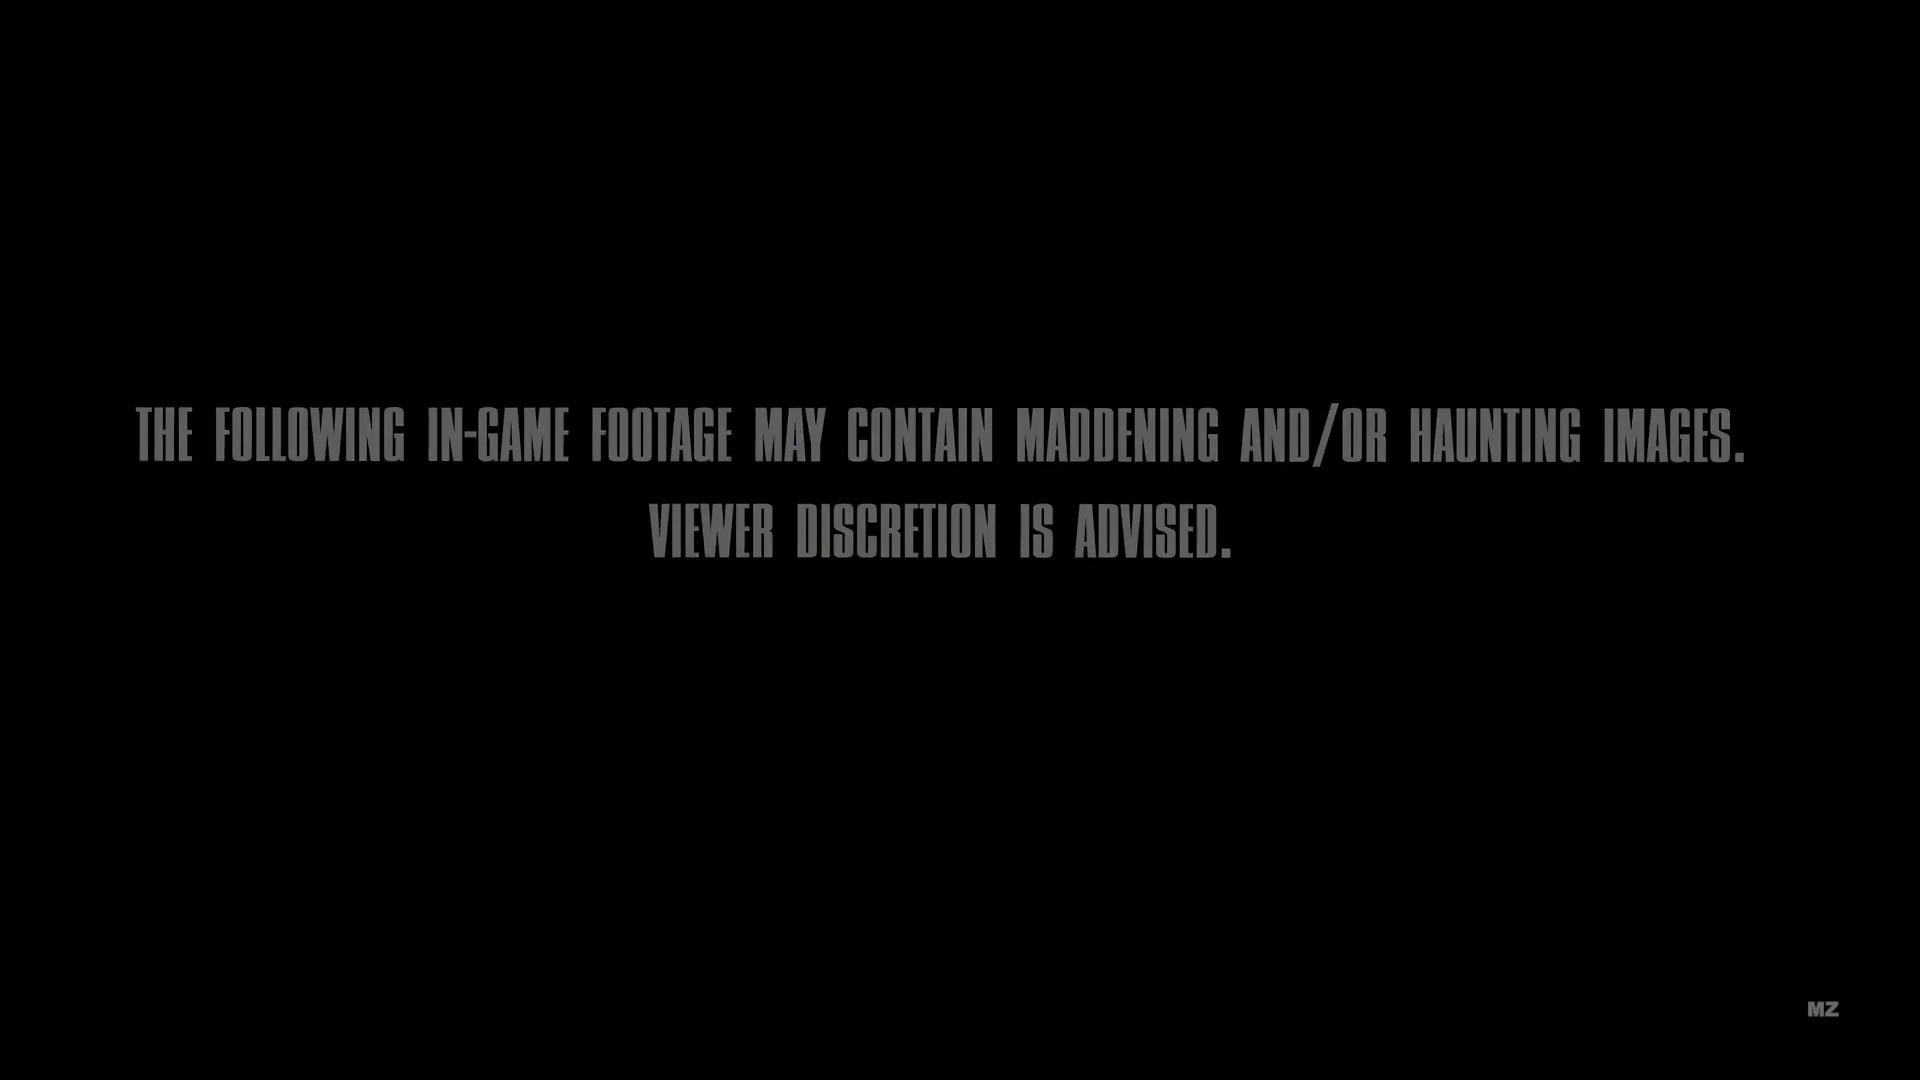 THE FOLLOWING IN-GAME FOOTAGE MAY CONTAIN MADDENING AND/OR HAUNTING IMAGES.
VIEWER DISCRETION IS ADVISED.
MZ